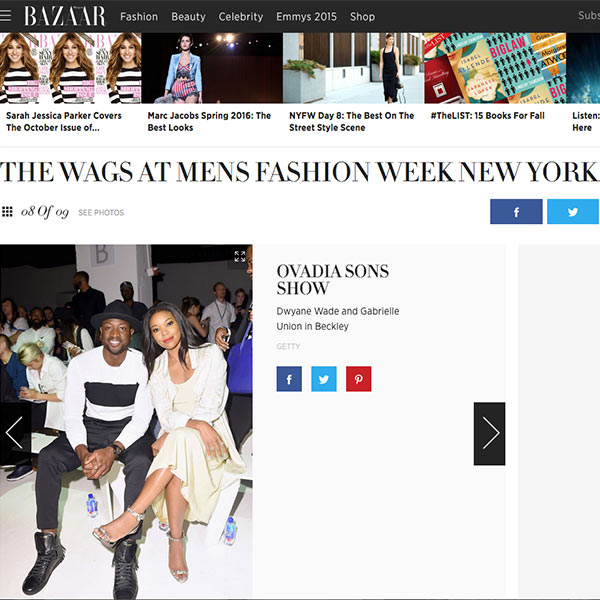 BAZAAR Fashion Beauty Celebrity Emmys 2015 Shop Subs
Sarah Jessica Parker Covers
The October Issue of...
Marc Jacobs Spring 2016: The
Best Looks
NYFW Day 8: The Best On The
Street Style Scene
BIGLAW
ISABEL
ALLENDE
#TheLIST: 15 Books For Fall
Listen:
Here
THE WAGS AT MENS FASHION WEEK NEW YORK
08 Of 09 SEE PHOTOS
f
OVADIA SONS
SHOW
Dwyane Wade and Gabrielle
Union in Beckley
GETTY
f